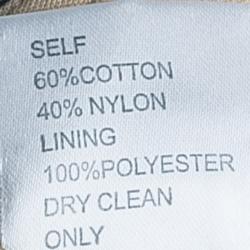 SELF
60%COTTON
40% NYLON
LINING
100%POLYESTER
DRY CLEAN
ONLY